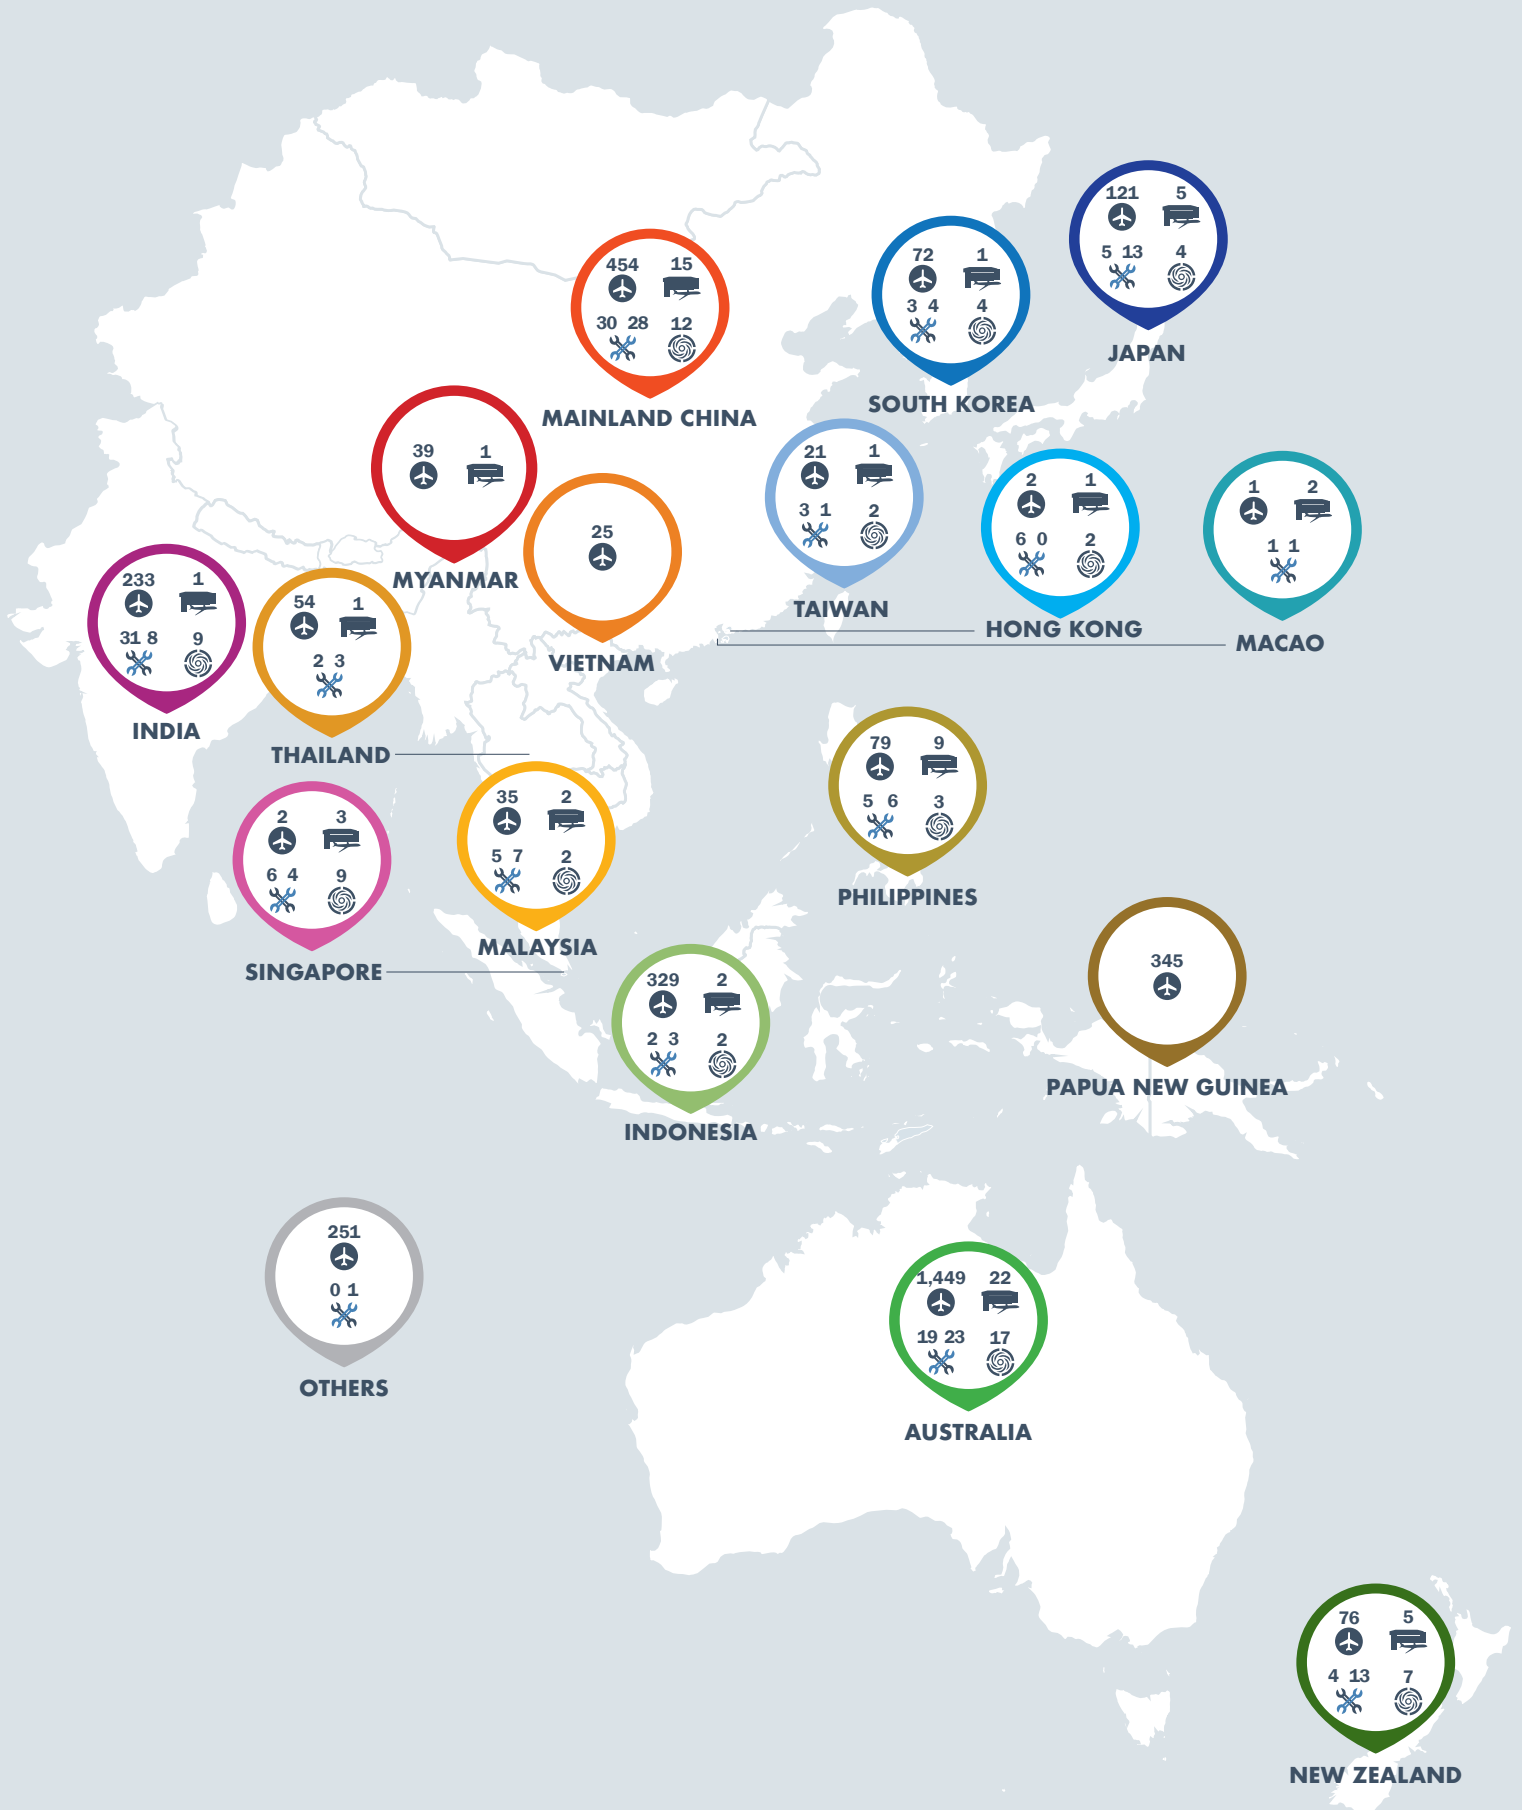 121 5
5 13 4
JAPAN
72 1
3 4 4
SOUTH KOREA
454 15
30 28 12
MAINLAND CHINA
39 1
MYANMAR
25
VIETNAM
21 1
3 1 2
TAIWAN
2 1
6 0 2
HONG KONG
1 2
1 1
MACAO
233 1
31 8 9
INDIA
54 1
2 3
THAILAND
79 9
5 6 3
PHILIPPINES
35 2
5 7 2
MALAYSIA
2 3
6 4 9
SINGAPORE
329 2
2 3 2
INDONESIA
345
PAPUA NEW GUINEA
251
0 1
OTHERS
1,449 22
19 23 17
AUSTRALIA
76 5
4 13 7
NEW ZEALAND